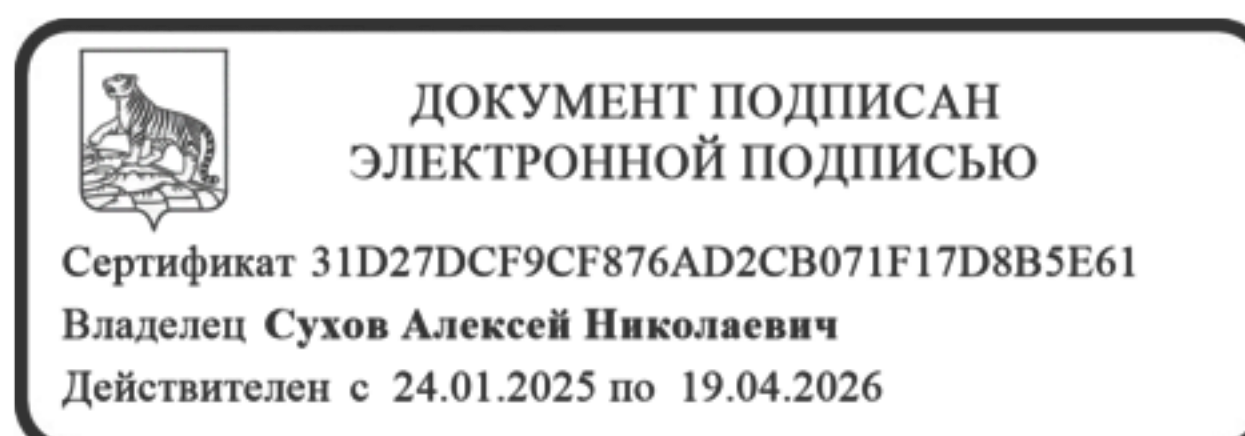 ДОКУМЕНТ ПОДПИСАН
ЭЛЕКТРОННОЙ ПОДПИСЬЮ
Сертификат 31D27DCF9CF876AD2CB071F17D8B5E61
Владелец Сухов Алексей Николаевич
Действителен с 24.01.2025 по 19.04.2026